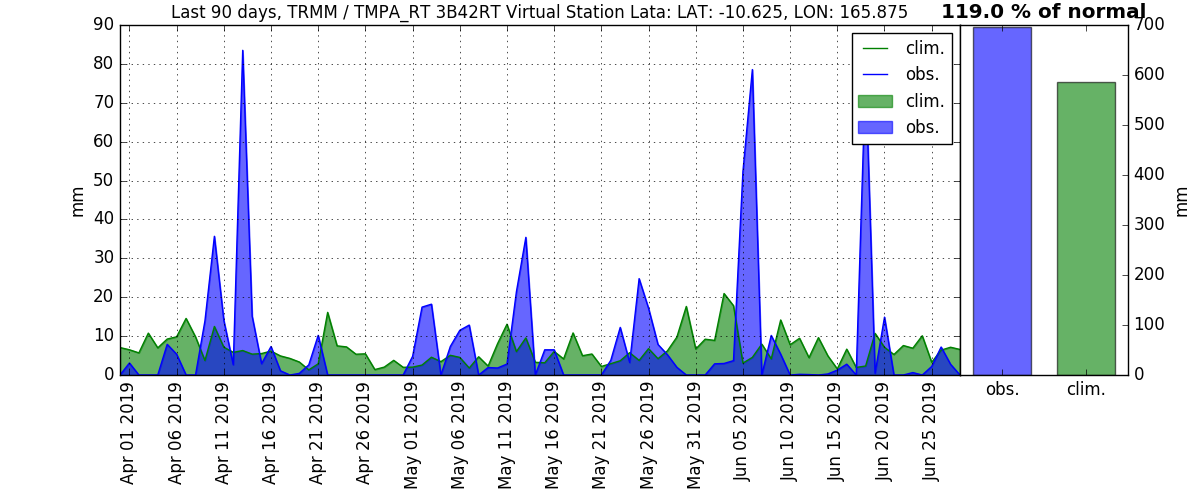 Last 90 days, TRMM / TMPA_RT 3B42RT Virtual Station Lata: LAT: -10.625, LON: 165.875
119.0 % of normal
90
80
70
60
50
40
30
20
10
0
mm
clim.
obs.
clim.
obs.
Apr 01 2019
Apr 06 2019
Apr 11 2019
Apr 16 2019
Apr 21 2019
Apr 26 2019
May 01 2019
May 06 2019
May 11 2019
May 16 2019
May 21 2019
May 26 2019
May 31 2019
Jun 05 2019
Jun 10 2019
Jun 15 2019
Jun 20 2019
Jun 25 2019
700
600
500
400
300
200
100
0
mm
obs.
clim.